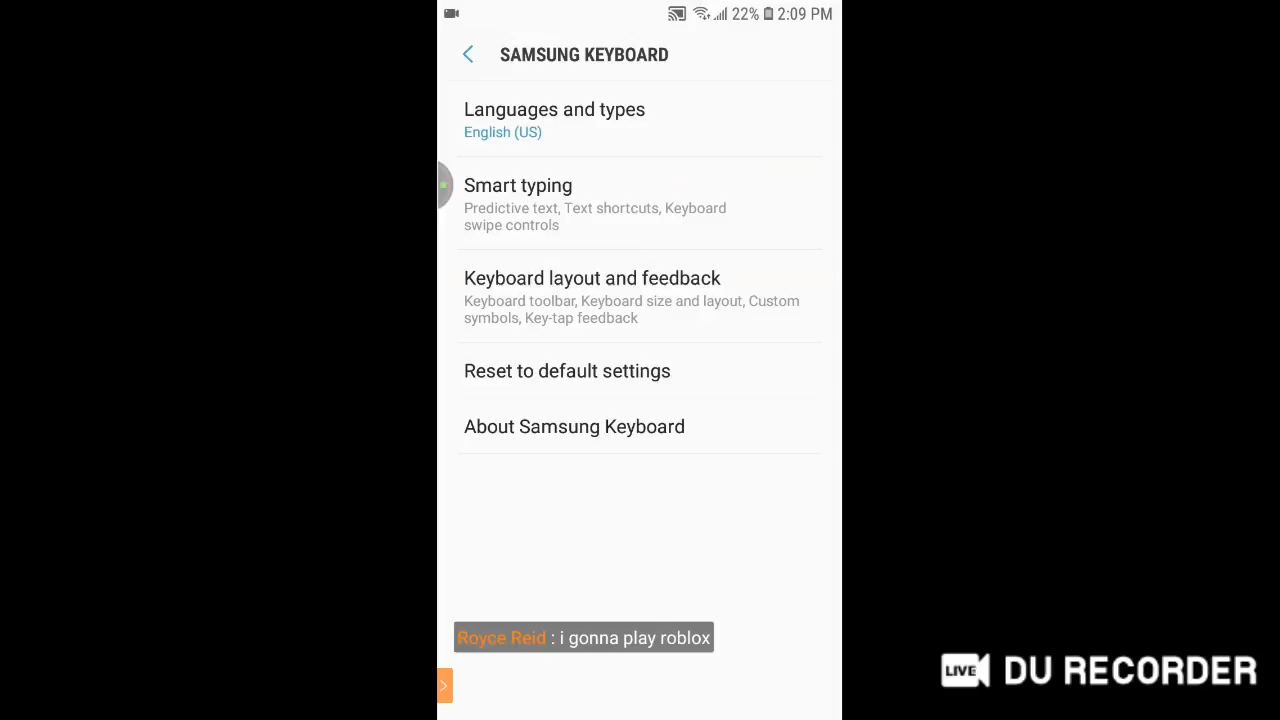 22% 2:09 PM
SAMSUNG KEYBOARD
Languages and types
English (US)
Smart typing
Predictive text, Text shortcuts, Keyboard
swipe controls
Keyboard layout and feedback
Keyboard toolbar, Keyboard size and layout, Custom
symbols, Key-tap feedback
Reset to default settings
About Samsung Keyboard
Royce Reid : i gonna play roblox
LIVE DU RECORDER